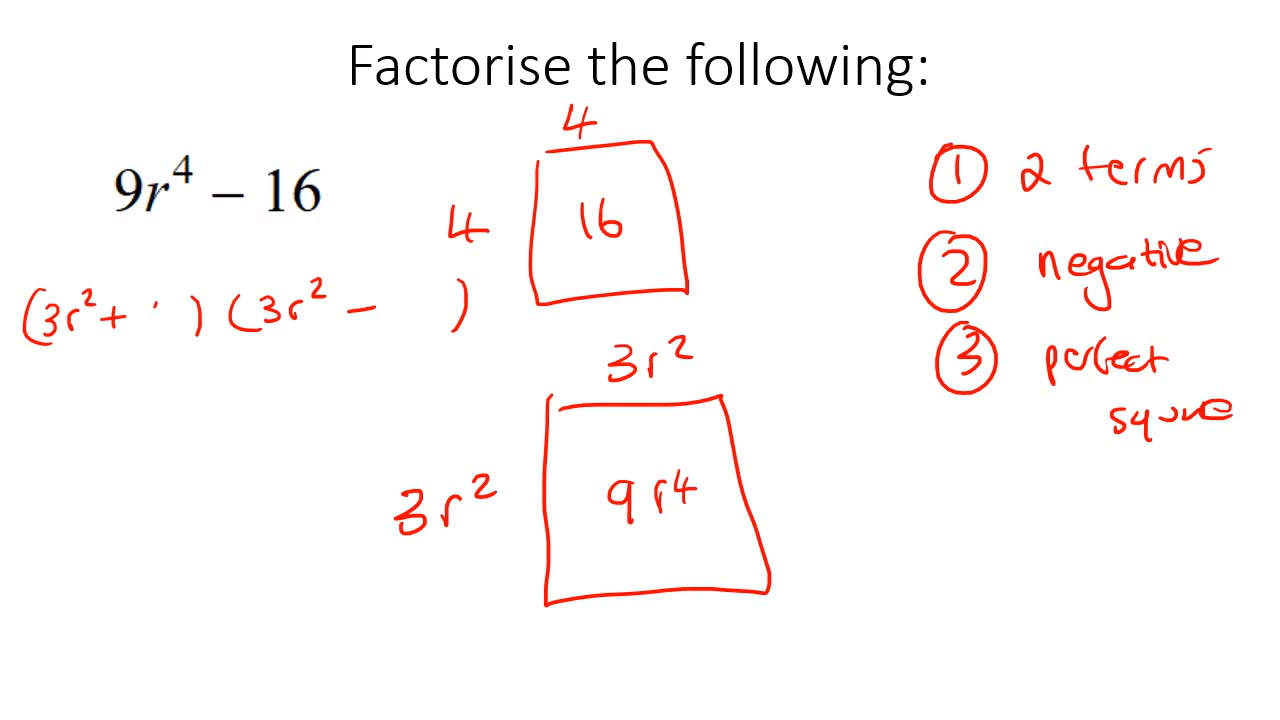 Factorise the following:
9r⁴ − 16
(3r² + ) (3r² − )
4
4
16
3r²
3r²
9r⁴
① 2 terms
② negative
③ perfect
square